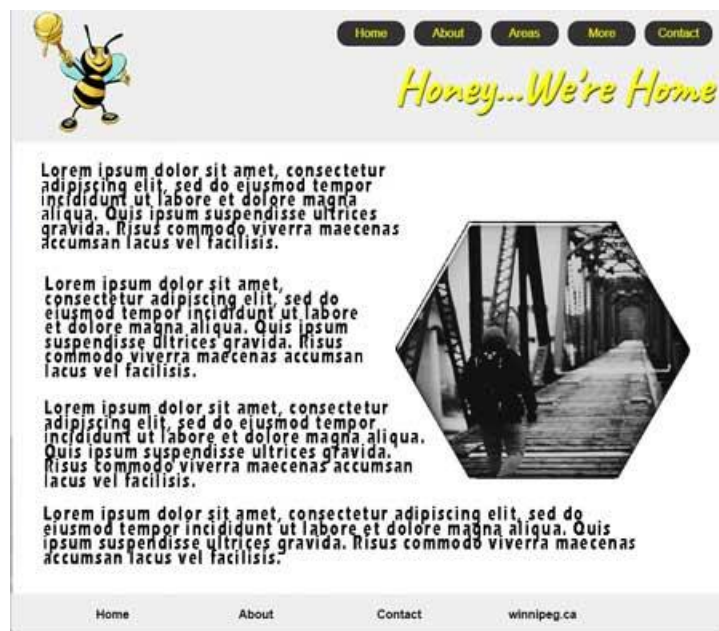 Home About Areas More Contact
Honey...We're Home
Lorem ipsum dolor sit amet, consectetur
adipiscing elit, sed do eiusmod tempor
incididunt ut labore et dolore magna
aliqua. Quis ipsum suspendisse ultrices
gravida. Risus commodo viverra maecenas
accumsan lacus vel facilisis.
Lorem ipsum dolor sit amet,
consectetur adipiscing elit, sed do
eiusmod tempor incididunt ut labore
et dolore magna aliqua. Quis ipsum
suspendisse ultrices gravida. Risus
commodo viverra maecenas accumsan
lacus vel facilisis.
Lorem ipsum dolor sit amet, consectetur
adipiscing elit, sed do eiusmod tempor
incididunt ut labore et dolore magna aliqua.
Quis ipsum suspendisse ultrices gravida.
Risus commodo viverra maecenas accumsan
lacus vel facilisis.
Lorem ipsum dolor sit amet, consectetur adipiscing elit, sed do
eiusmod tempor incididunt ut labore et dolore magna aliqua. Quis
ipsum suspendisse ultrices gravida. Risus commodo viverra maecenas
accumsan lacus vel facilisis.
Home About Contact winnipeg.ca